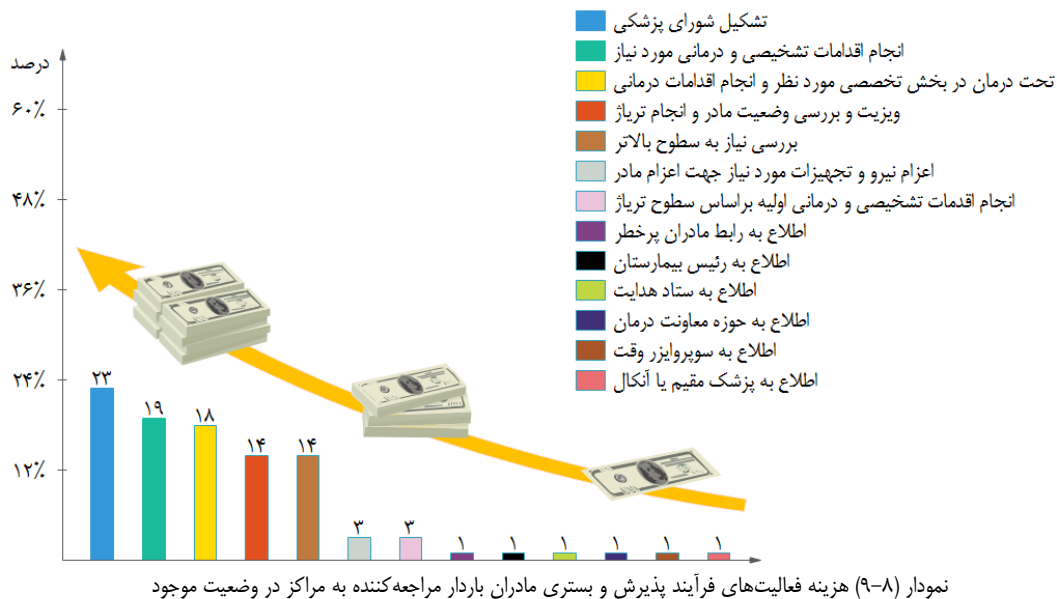 تشکیل شورای پزشکی
انجام اقدامات تشخیصی و درمانی مورد نیاز
تحت درمان در بخش تخصصی مورد نظر و انجام اقدامات درمانی
ویزیت و بررسی وضعیت مادر و انجام تریاژ
بررسی نیاز به سطوح بالاتر
اعزام نیرو و تجهیزات مورد نیاز جهت اعزام مادر
انجام اقدمات تشخیصی و درمانی اولیه براساس سطوح تریاژ
اطلاع به رابط مادران پرخطر
اطلاع به رئیس بیمارستان
اطلاع به ستاد هدایت
اطلاع به حوزه معاونت درمان
اطلاع به سوپروایزر وقت
اطلاع به پزشک مقیم یا آنکال
درصد
۶۰٪
۴۸٪
۳۶٪
۲۴٪
۱۲٪
۲۳
۱۹
۱۸
۱۴
۱۴
۳
۳
۱
۱
۱
۱
۱
۱
نمودار (۸-۹) هزینه فعالیت‌های فرآیند پذیرش و بستری مادران باردار مراجعه‌کننده به مراکز در وضعیت موجود